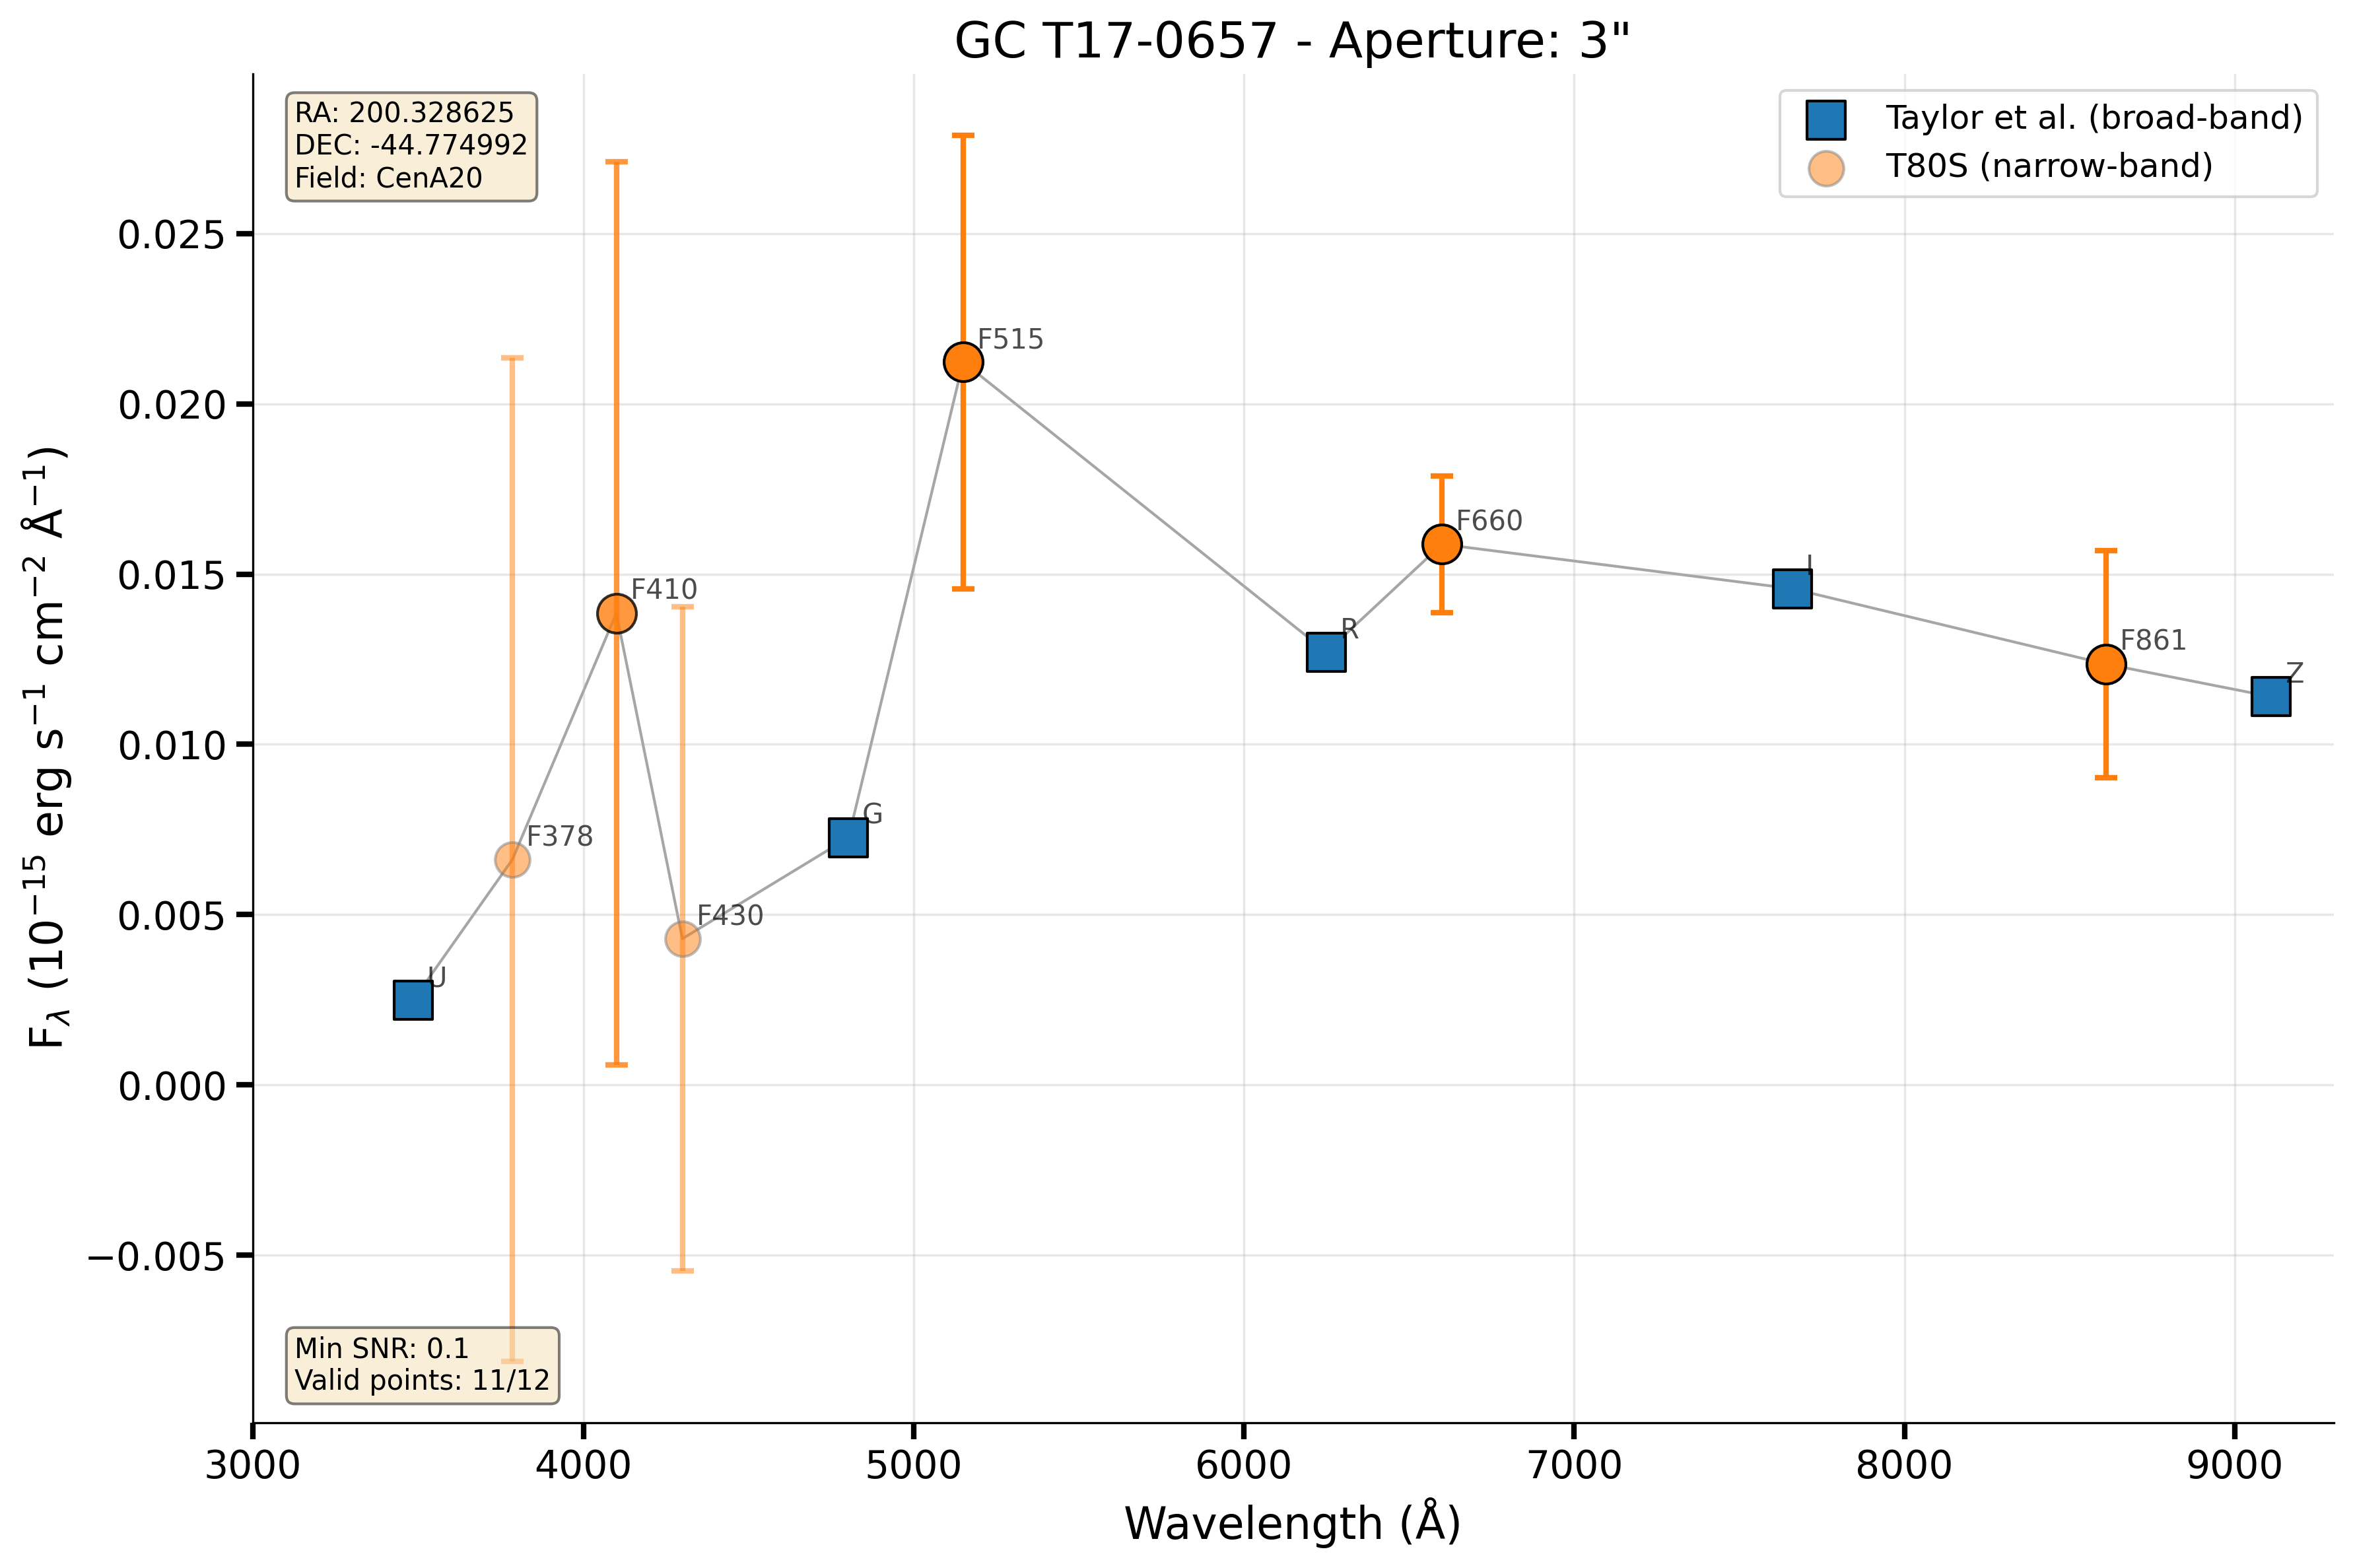 GC T17-0657 - Aperture: 3"
RA: 200.328625
DEC: -44.774992
Field: CenA20
Taylor et al. (broad-band)
T80S (narrow-band)
F515
F660
F410
I
R
F861
Z
G
F378
F430
U
Min SNR: 0.1
Valid points: 11/12
0.025
0.020
0.015
0.010
0.005
0.000
−0.005
3000 4000 5000 6000 7000 8000 9000
Wavelength (Å)
F$_{λ}$ (10$^{−15}$ erg s$^{−1}$ cm$^{−2}$ Å$^{−1}$)